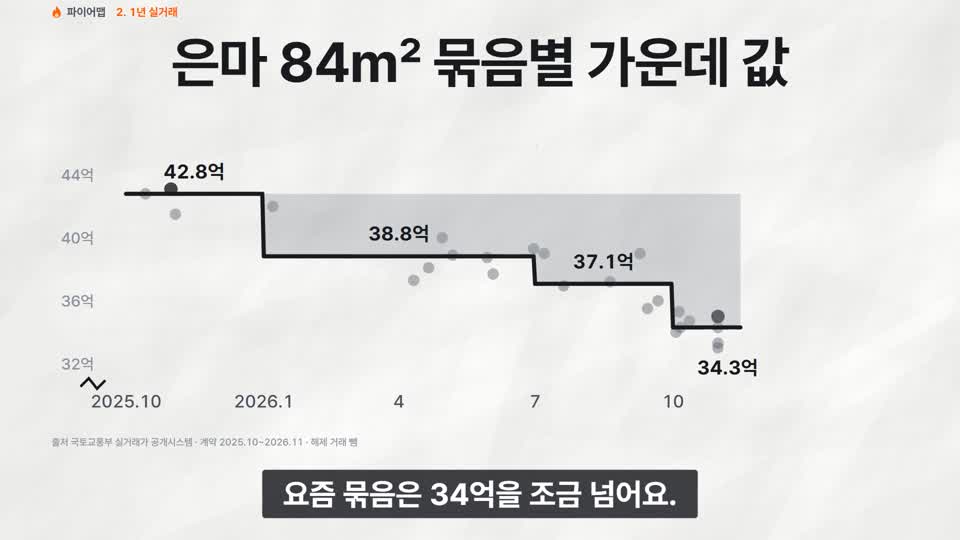 파이어맵 2. 1년 실거래
은마 84m² 묶음별 가운데 값
44억
40억
36억
32억
42.8억
38.8억
37.1억
34.3억
2025.10 2026.1 4 7 10
출처 국토교통부 실거래가 공개시스템 · 계약 2025.10~2026.11 · 해제 거래 뺌
요즘 묶음은 34억을 조금 넘어요.